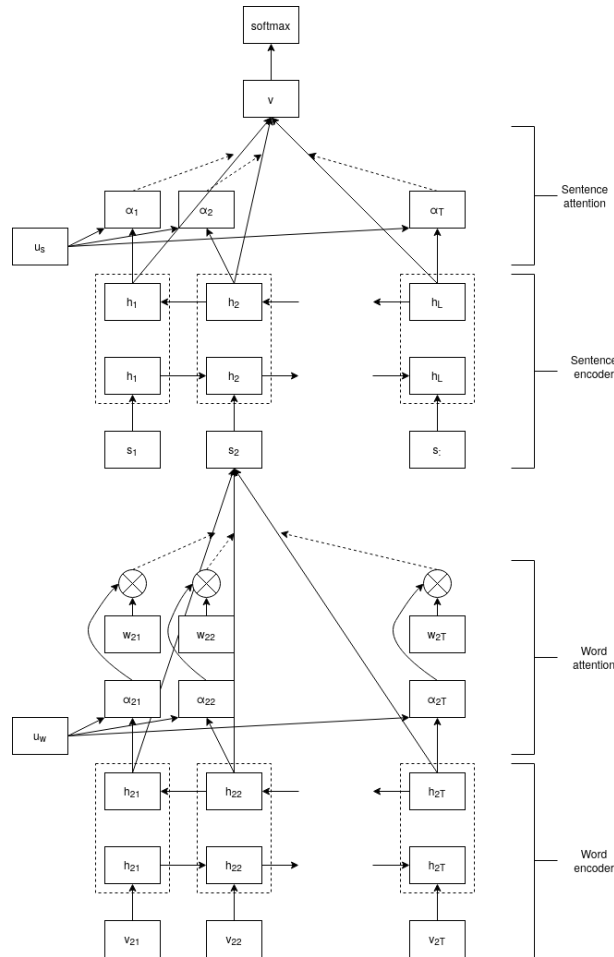 softmax
v
Sentence
attention
α1
α2
αT
us
h1
h2
hL
Sentence
encoder
h1
h2
hL
s1
s2
s:
w21
w22
w2T
Word
attention
α21
α22
α2T
uw
h21
h22
h2T
Word
encoder
h21
h22
h2T
v21
v22
v2T